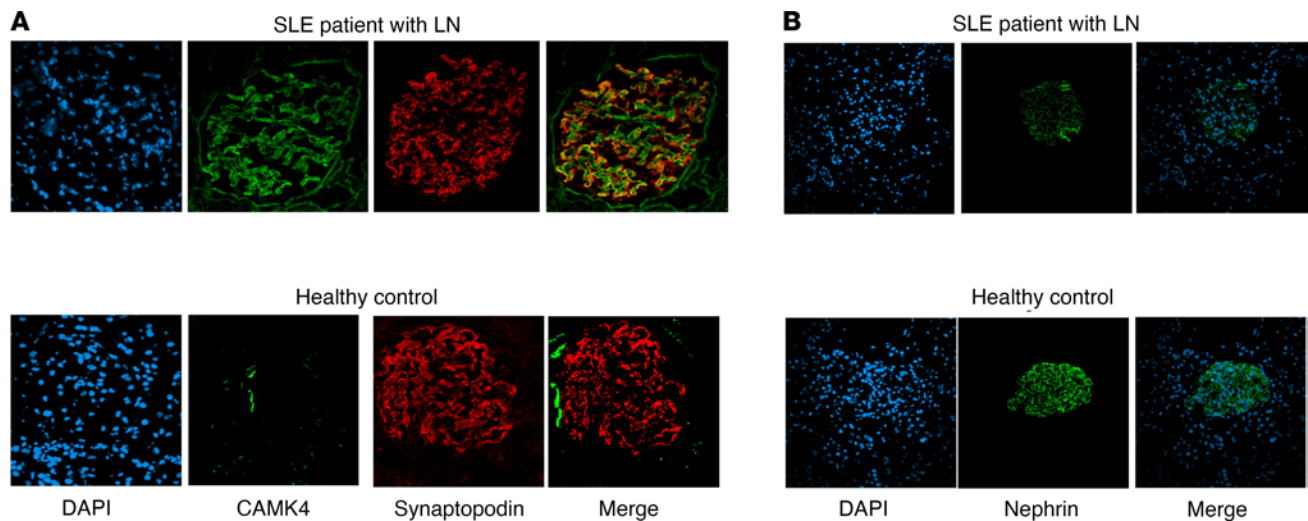 A
SLE patient with LN
Healthy control
DAPI CAMK4 Synaptopodin Merge
B
SLE patient with LN
Healthy control
DAPI Nephrin Merge